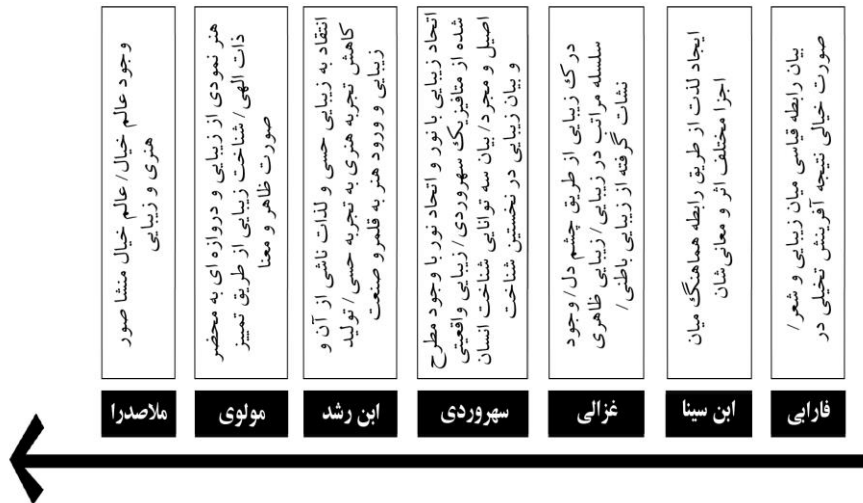 بیان رابطه قیاسی میان زیبایی و شعر/
صورت خیالی نتیجه آفرینش تخیلی در
فارابی
ایجاد لذت از طریق رابطه هماهنگ میان
اجزا مختلف اثر و معانی شان
ابن سینا
درک زیبایی از طریق چشم دل/ وجود
سلسله مراتب در زیبایی/ زیبایی ظاهری
نشات گرفته از زیبایی باطنی/
غزالی
اتحاد زیبایی با نور و اتحاد نور با وجود مطرح
شده از متافیزیک سهروردی/ زیبایی واقعیتی
اصیل و مجرد/ بیان سه توانایی شناخت انسان
و بیان زیبایی در نخستین شناخت
سهروردی
انتقاد به زیبایی حسی و لذات ناشی از آن و
کاهش تجربه هنری به تجربه حسی/ تولید
زیبایی و ورود هنر به قلمرو صنعت
ابن رشد
هنر نمودی از زیبایی و دروازه ای به محضر
ذات الهی/ شناخت زیبایی از طریق تمییز
صورت ظاهر و معنا
مولوی
وجود عالم خیال/ عالم خیال منشا صور
هنری و زیبایی
ملاصدرا